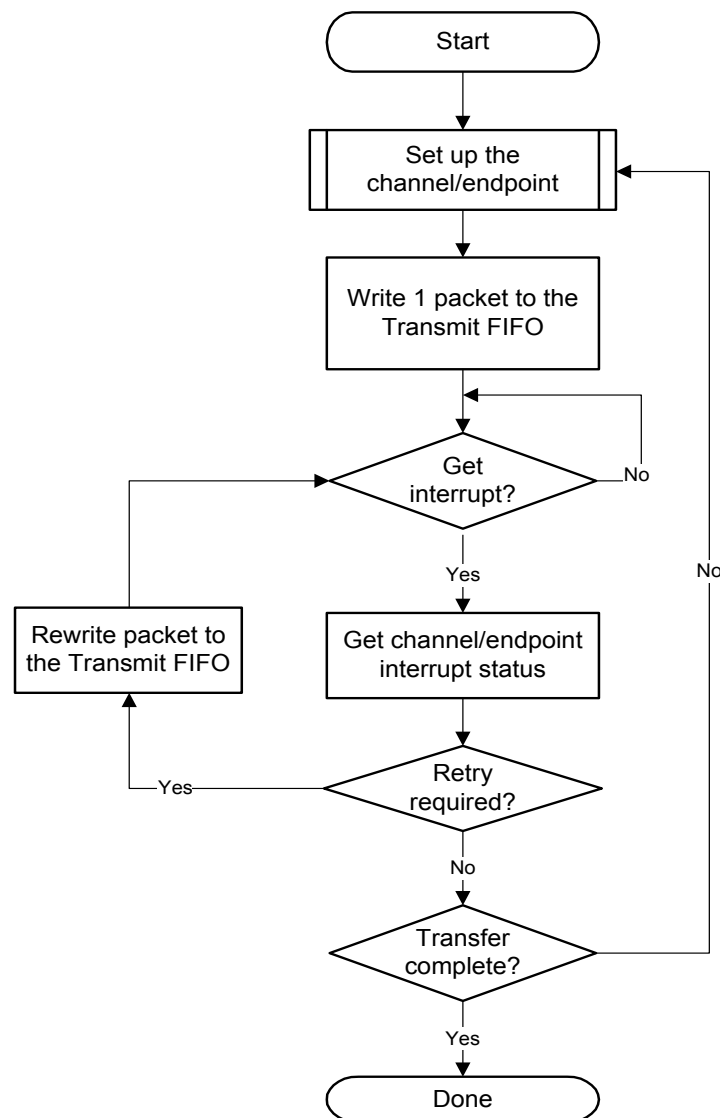 Start
Set up the
channel/endpoint
Write 1 packet to the
Transmit FIFO
Get
interrupt?
No
Yes
No
Rewrite packet to
the Transmit FIFO
Get channel/endpoint
interrupt status
Retry
required?
Yes
No
Transfer
complete?
Yes
Done